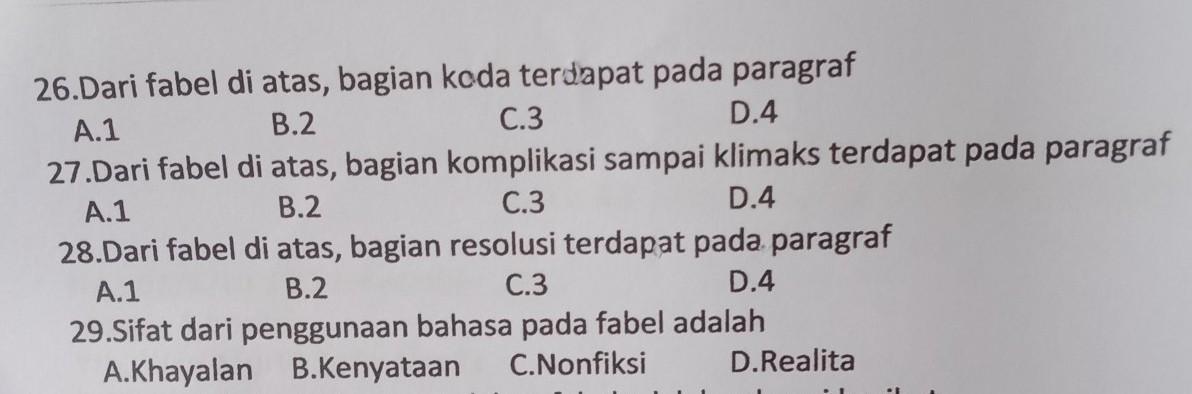 26.Dari fabel di atas, bagian koda terdapat pada paragraf
A.1 B.2 C.3 D.4
27.Dari fabel di atas, bagian komplikasi sampai klimaks terdapat pada paragraf
A.1 B.2 C.3 D.4
28.Dari fabel di atas, bagian resolusi terdapat pada paragraf
A.1 B.2 C.3 D.4
29.Sifat dari penggunaan bahasa pada fabel adalah
A.Khayalan B.Kenyataan C.Nonfiksi D.Realita